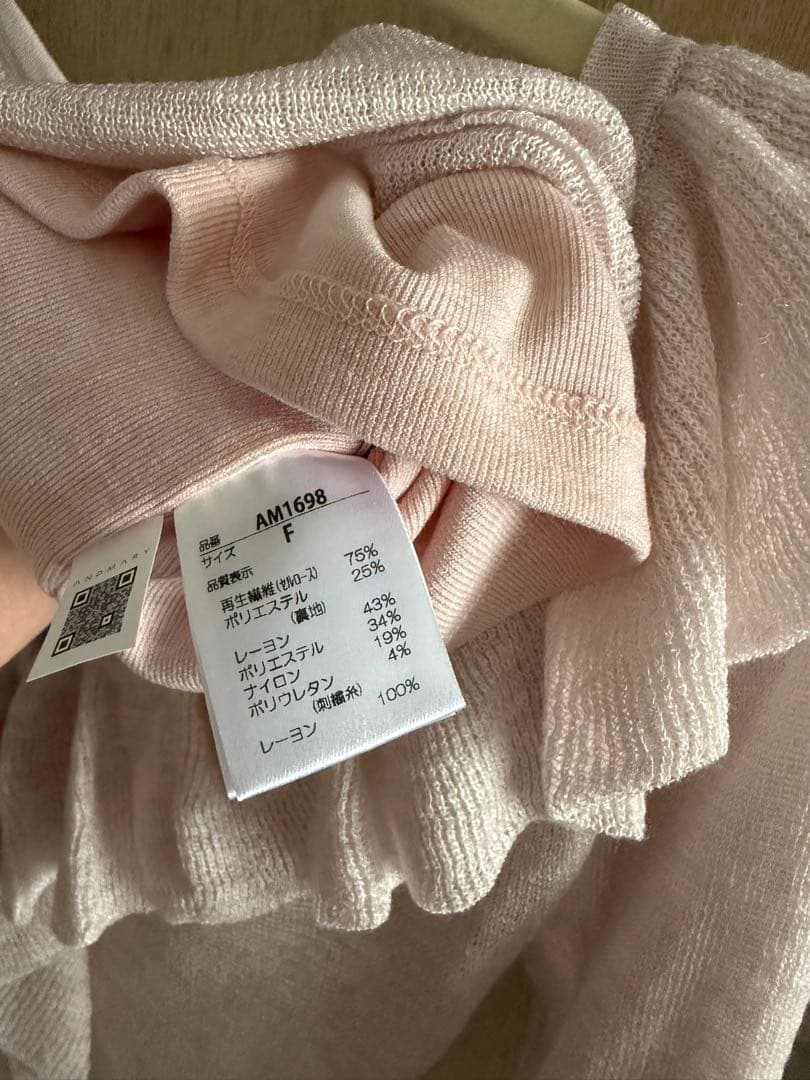 ANDMARY
品番 AM1698
サイズ F
品質表示
再生繊維(セルロース) 75%
ポリエステル 25%
(裏地)
レーヨン 43%
ポリエステル 34%
ナイロン 19%
ポリウレタン 4%
(刺繍糸)
レーヨン 100%